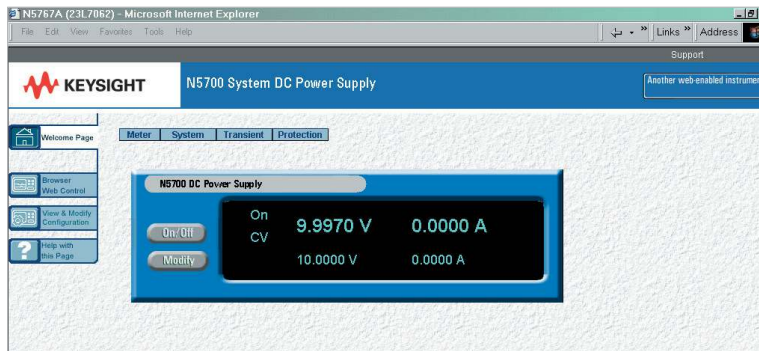 N5767A (23L7062) - Microsoft Internet Explorer
File Edit View Favorites Tools Help
» Links » Address
Support
KEYSIGHT
N5700 System DC Power Supply
Another web-enabled instrumen
Welcome Page
Meter System Transient Protection
Browser
Web Control
View & Modify
Configuration
Help with
this Page
N5700 DC Power Supply
On/Off
Modify
On
CV
9.9970 V 0.0000 A
10.0000 V 0.0000 A